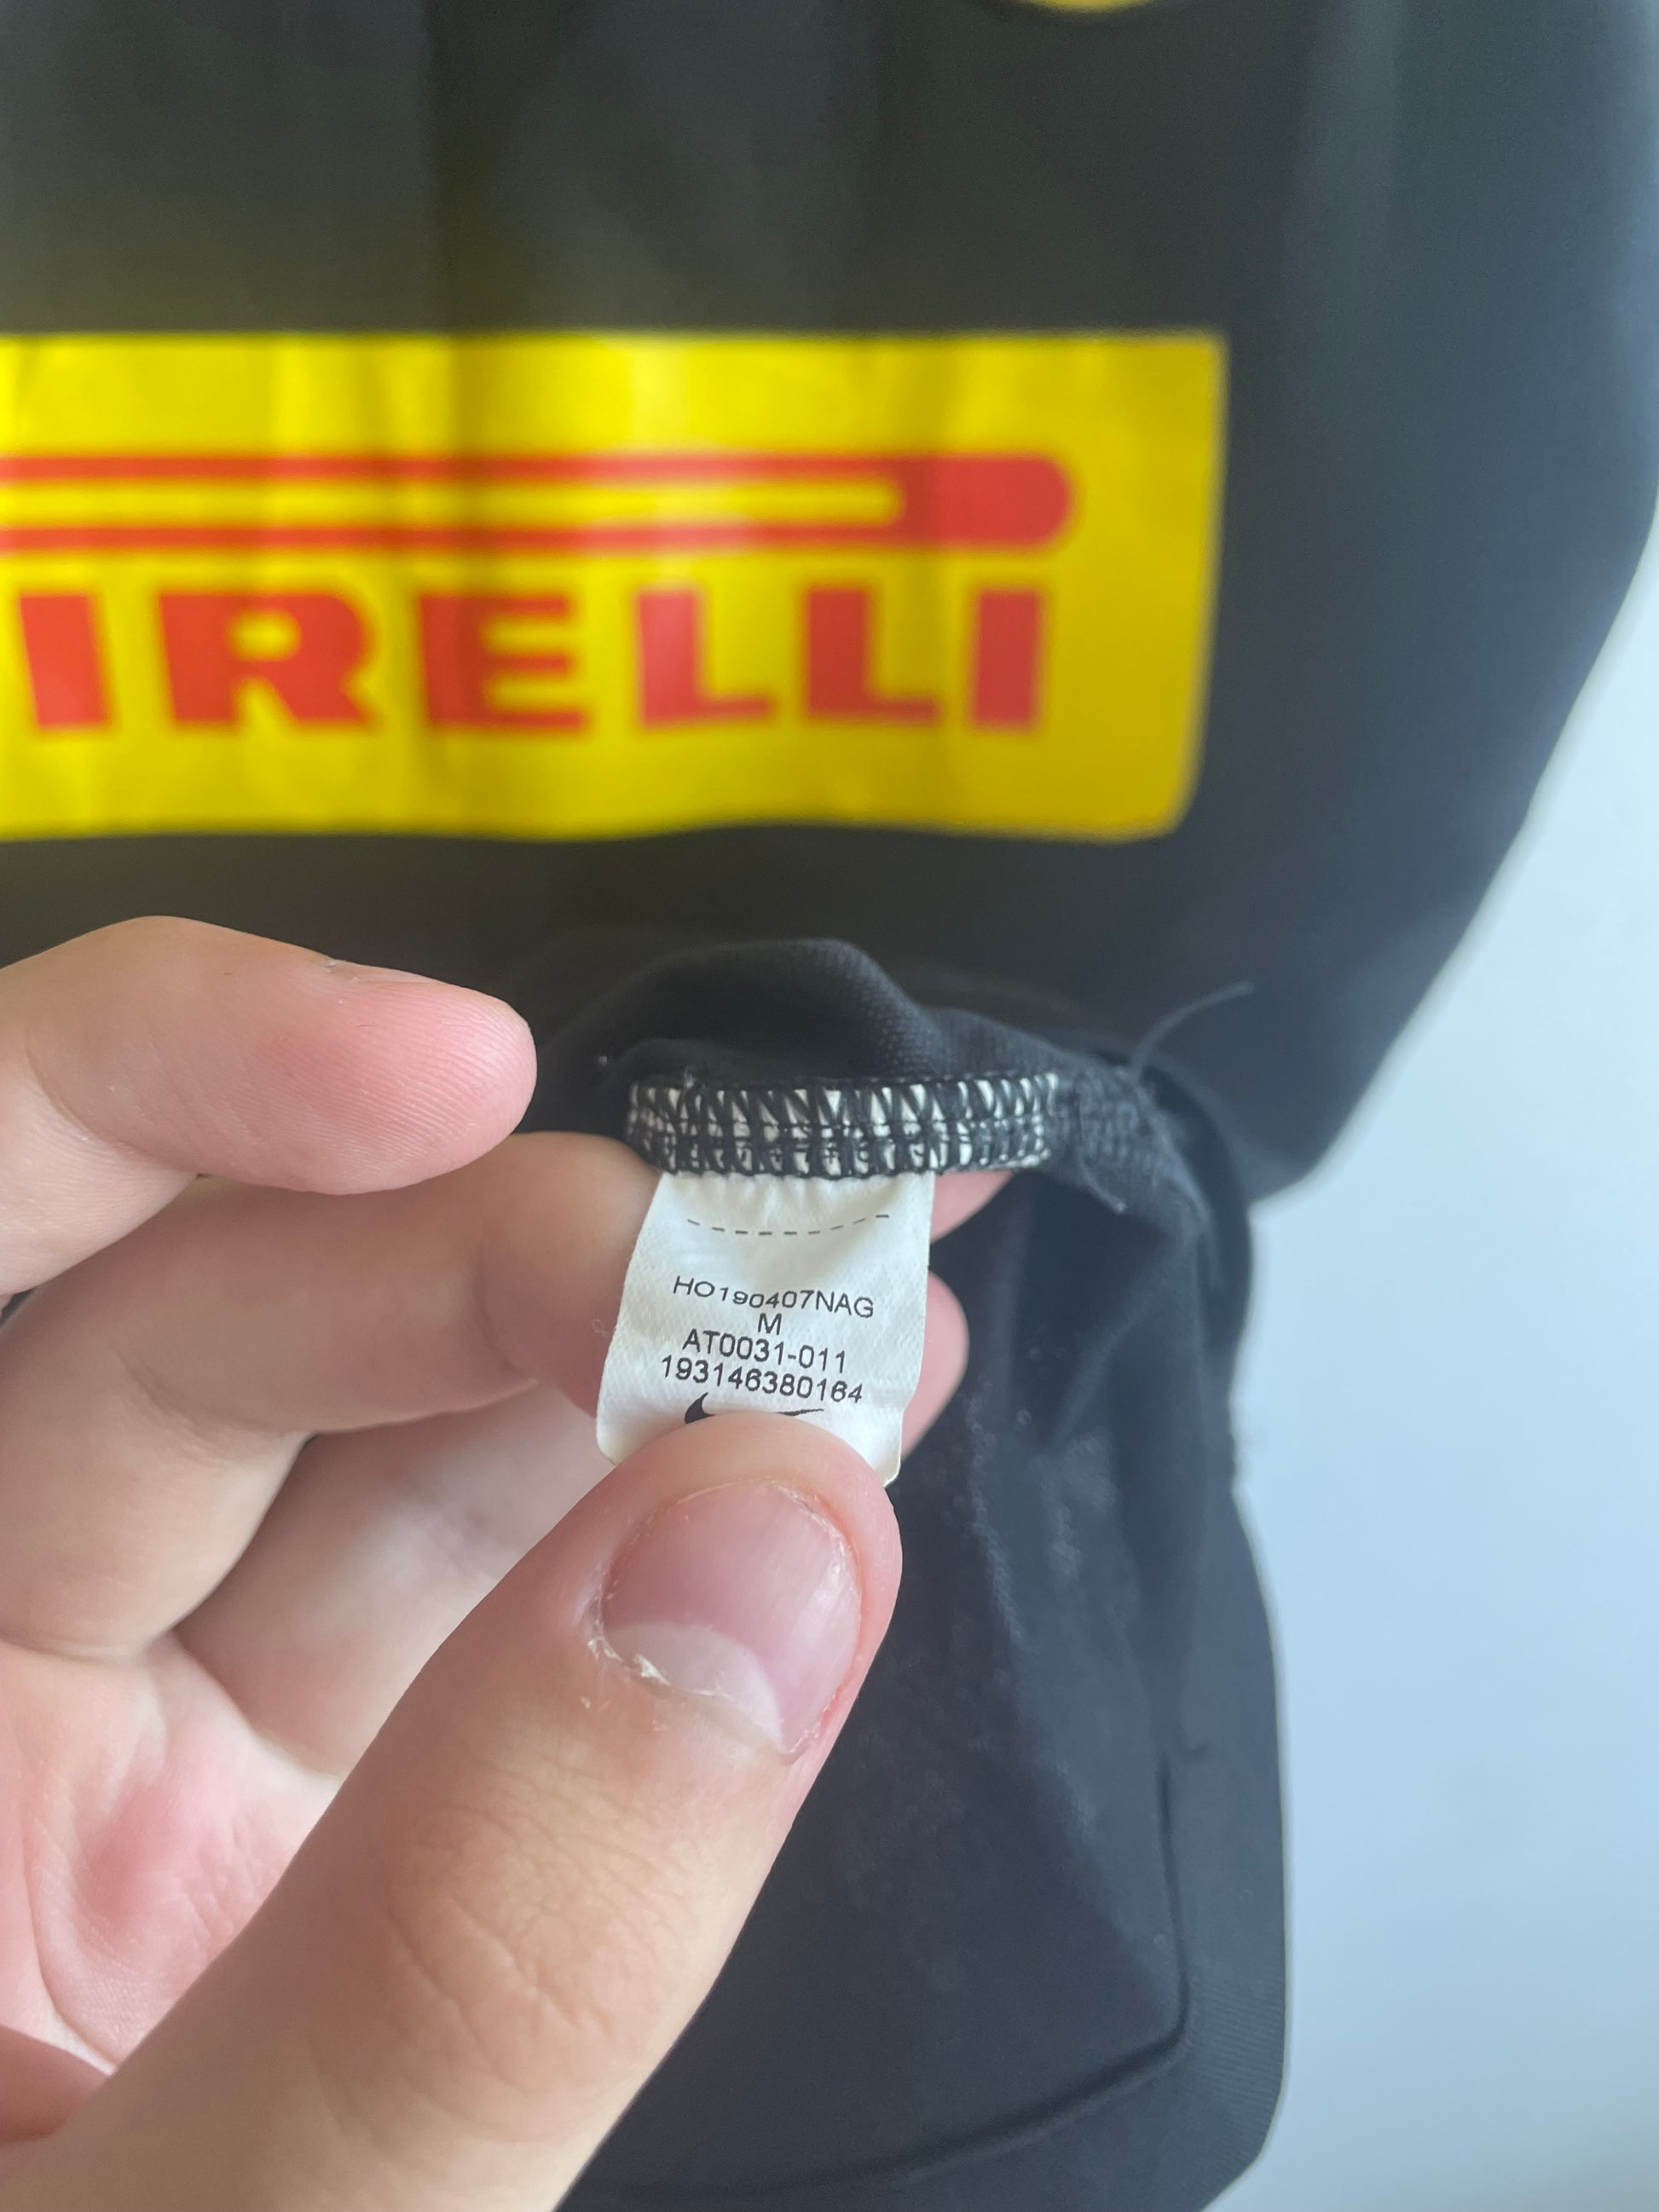 IRELLI
HO190407NAG
M
AT0031-011
193146380164